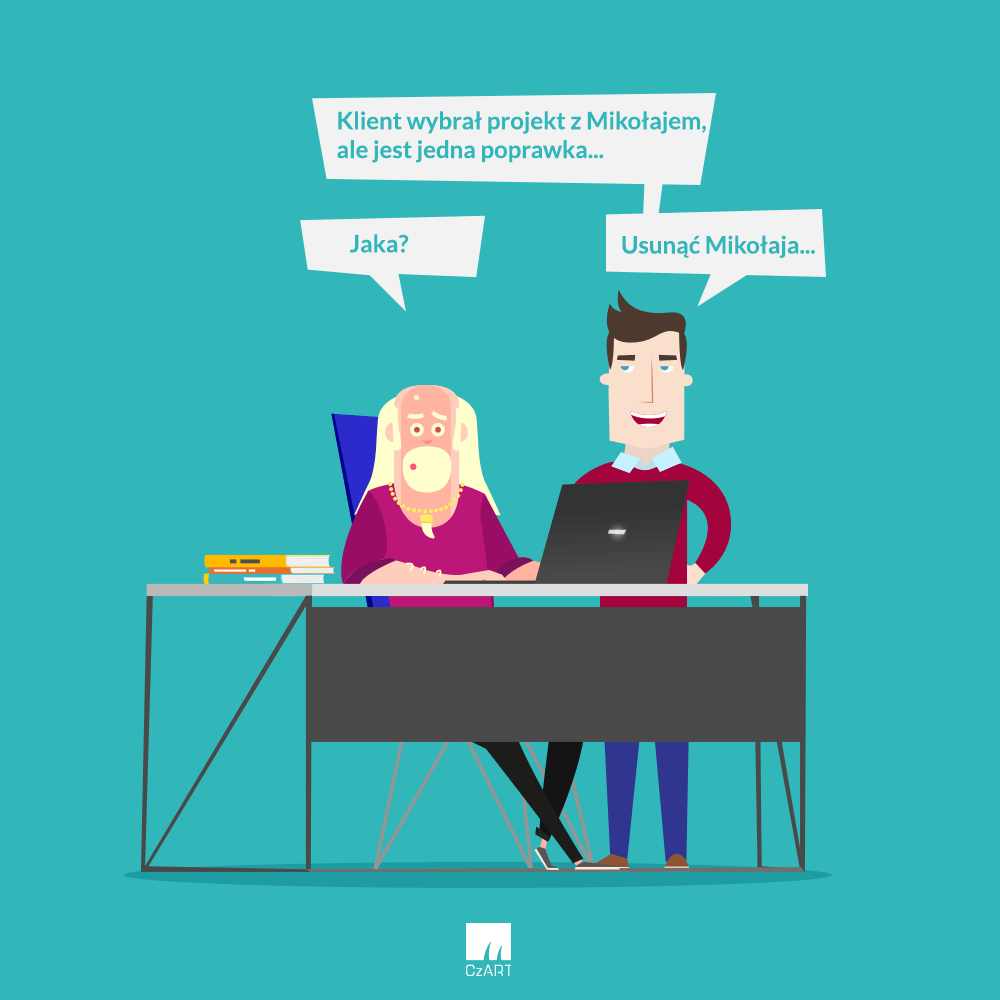 Klient wybrał projekt z Mikołajem,
ale jest jedna poprawka...
Jaka?
Usunąć Mikołaja...
CzART